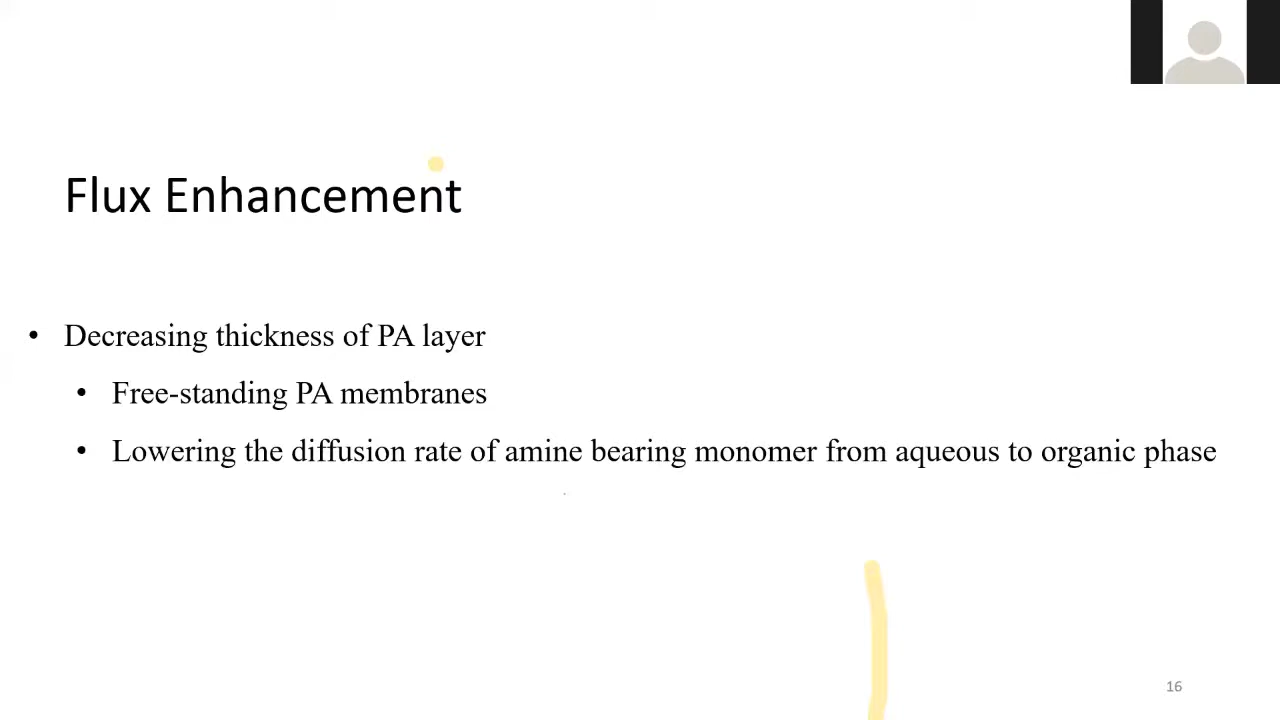 Flux Enhancement
• Decreasing thickness of PA layer
• Free-standing PA membranes
• Lowering the diffusion rate of amine bearing monomer from aqueous to organic phase
16